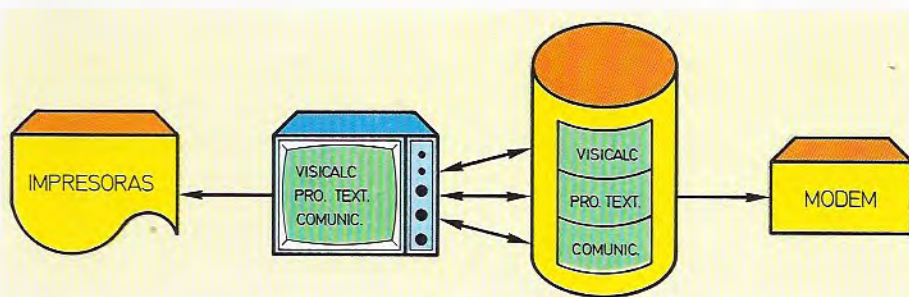 IMPRESORAS
VISICALC
PRO. TEXT.
COMUNIC.
VISICALC
PRO. TEXT.
COMUNIC.
MODEM